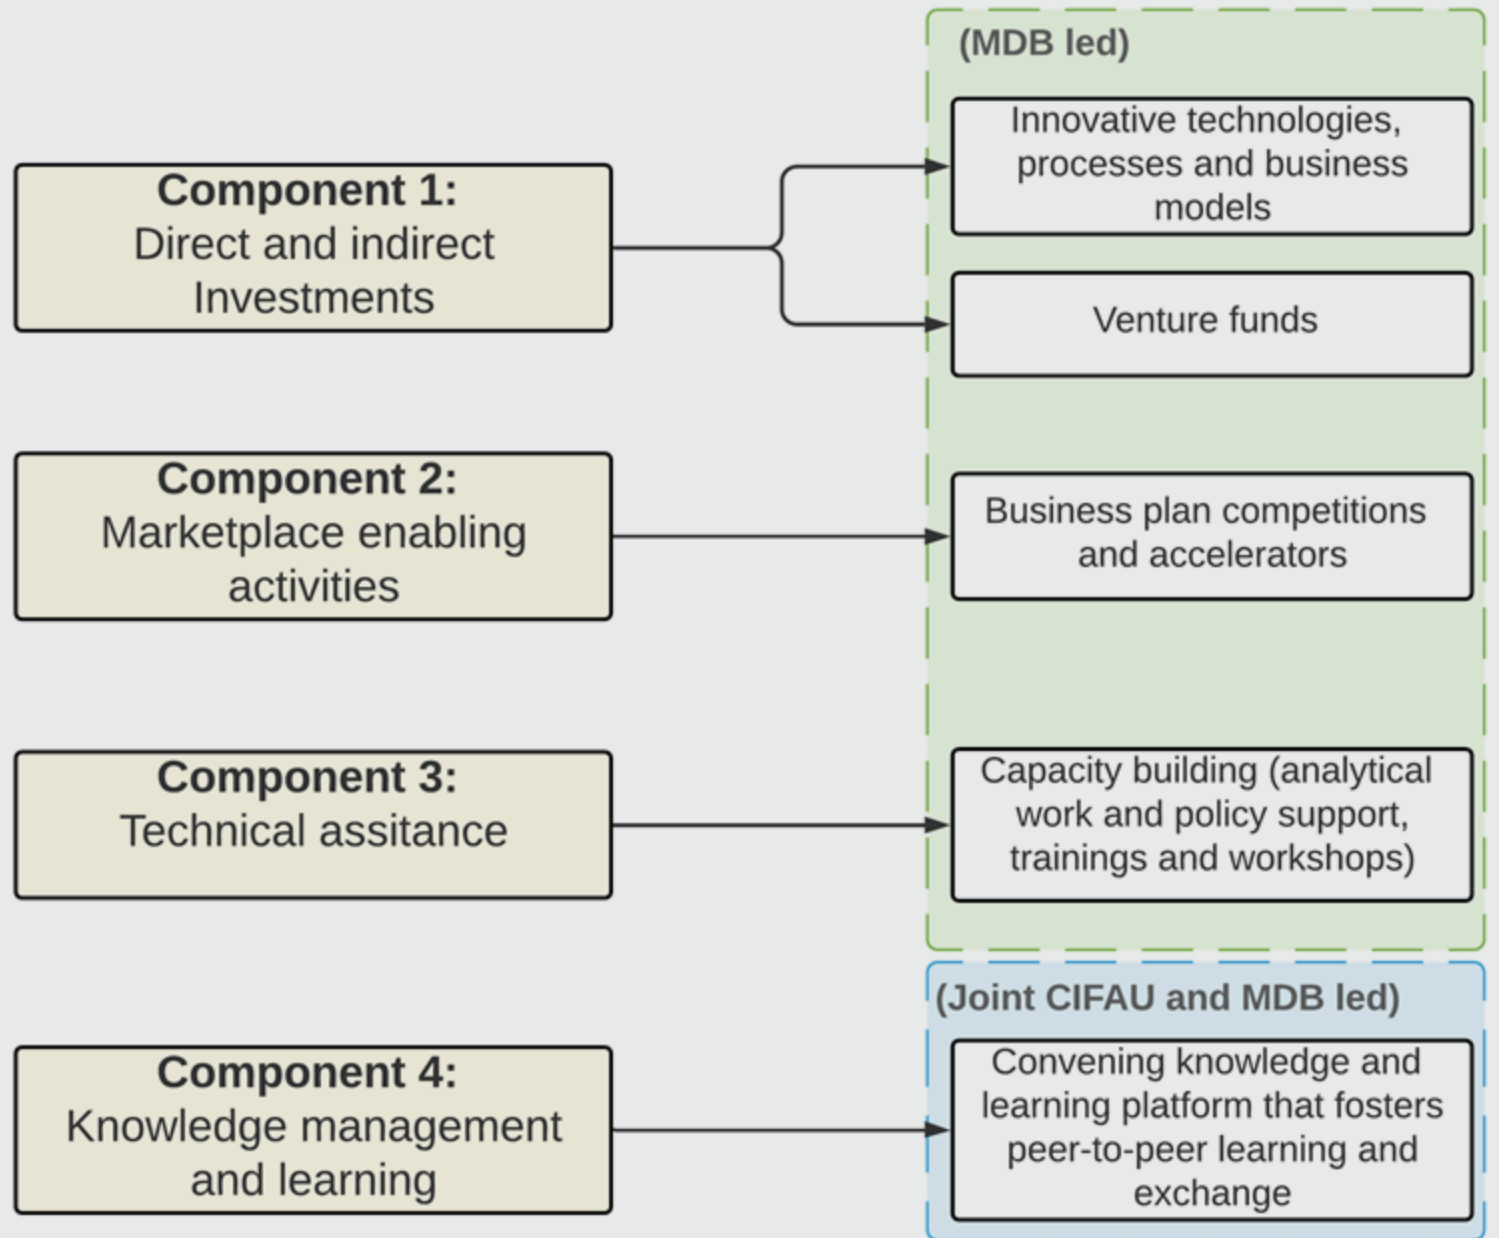 (MDB led)
Component 1:
Direct and indirect
Investments
Innovative technologies,
processes and business
models
Venture funds
Component 2:
Marketplace enabling
activities
Business plan competitions
and accelerators
Component 3:
Technical assitance
Capacity building (analytical
work and policy support,
trainings and workshops)
(Joint CIFAU and MDB led)
Component 4:
Knowledge management
and learning
Convening knowledge and
learning platform that fosters
peer-to-peer learning and
exchange